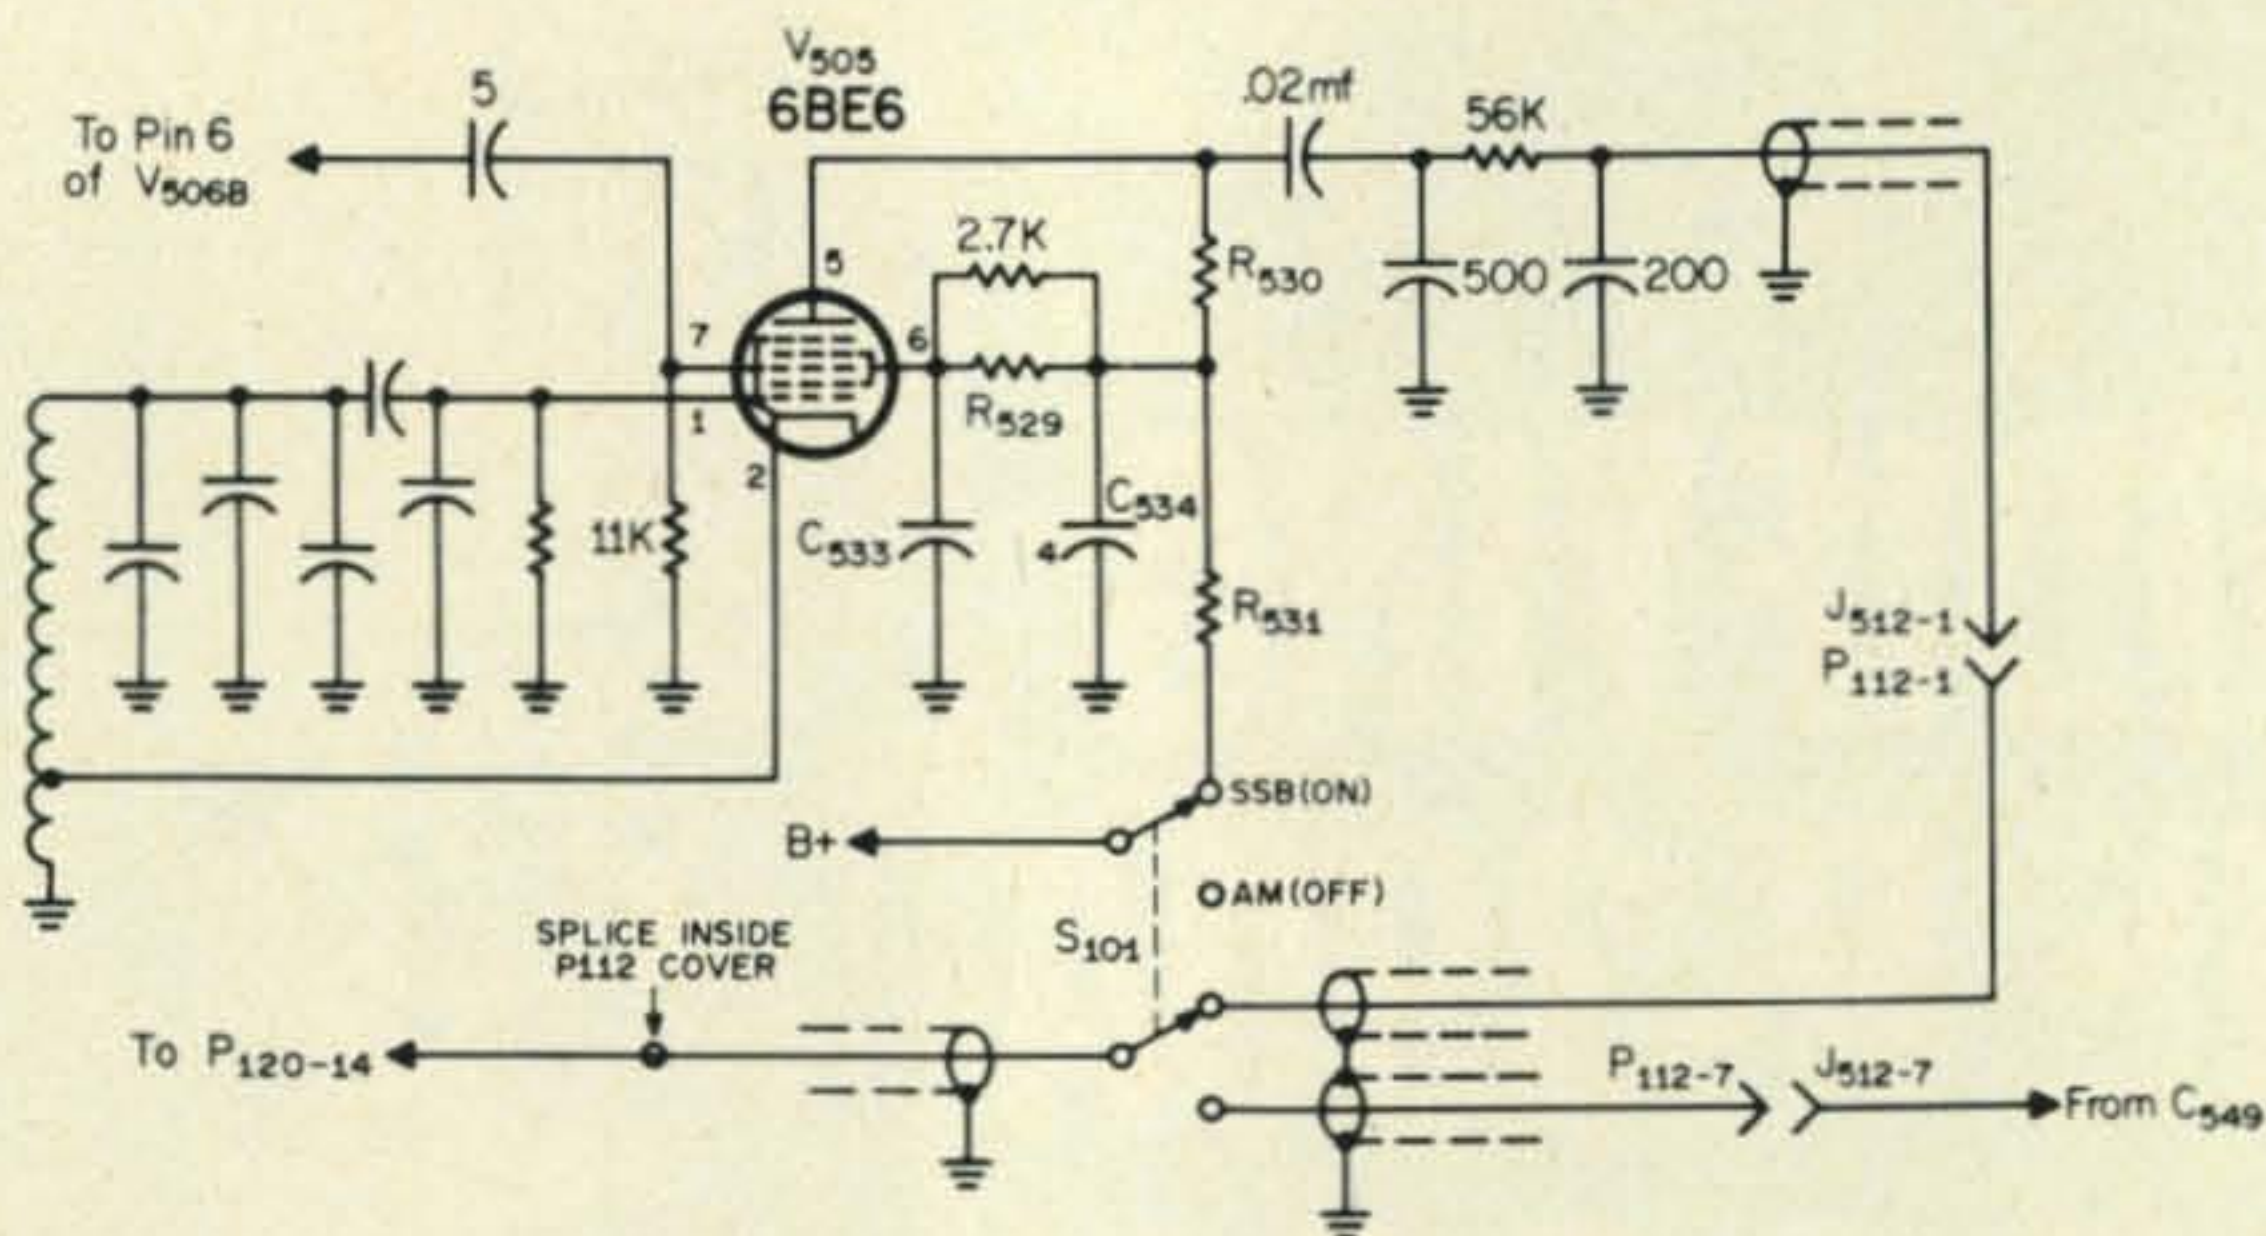 V505
6BE6
5
.02mf
56K
To Pin 6
of V506B
2.7K
5
R530
500
200
7
6
R529
1
2
C534
11K
C533
4
R531
J512-1
P112-1
SSB(ON)
B+
AM(OFF)
SPLICE INSIDE
P112 COVER
S101
To P120-14
P112-7
J512-7
From C549